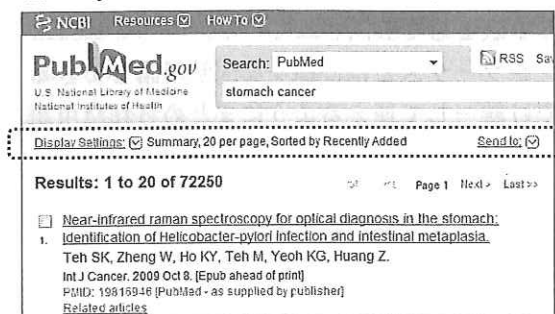 NCBI Resources How To
PubMed.gov
Search: PubMed
RSS Sav
U.S. National Library of Medicine
National Institutes of Health
stomach cancer
Display Settings: Summary, 20 per page, Sorted by Recently Added Send to:
Results: 1 to 20 of 72250 Page 1 Next > Last >>
Near-infrared raman spectroscopy for optical diagnosis in the stomach:
1. Identification of Helicobacter-pylori infection and intestinal metaplasia.
Teh SK, Zheng W, Ho KY, Teh M, Yeoh KG, Huang Z.
Int J Cancer. 2009 Oct 8. [Epub ahead of print]
PMID: 19816946 [PubMed - as supplied by publisher]
Related articles